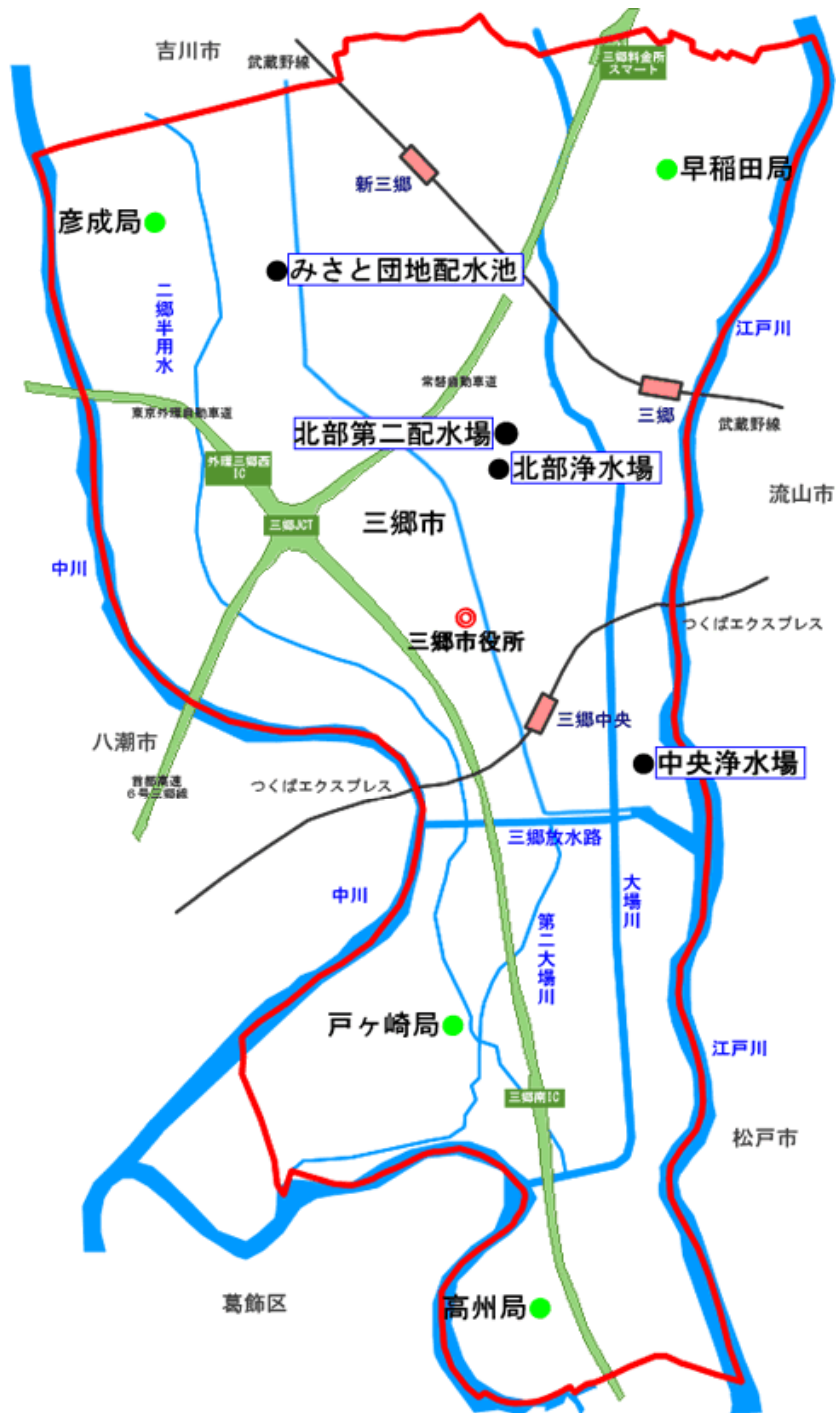 吉川市
武蔵野線
三郷料金所
スマート
新三郷
早稲田局
彦成局
みさと団地配水池
二郷半用水
江戸川
常磐自動車道
三郷
東京外環自動車道
武蔵野線
北部第二配水場
外環三郷西
IC
北部浄水場
流山市
三郷JCT
三郷市
中川
三郷市役所
つくばエクスプレス
三郷中央
八潮市
中央浄水場
首都高速
6号三郷線
つくばエクスプレス
三郷放水路
中川
大場川
第二大場川
戸ヶ崎局
江戸川
三郷南IC
松戸市
葛飾区
高州局